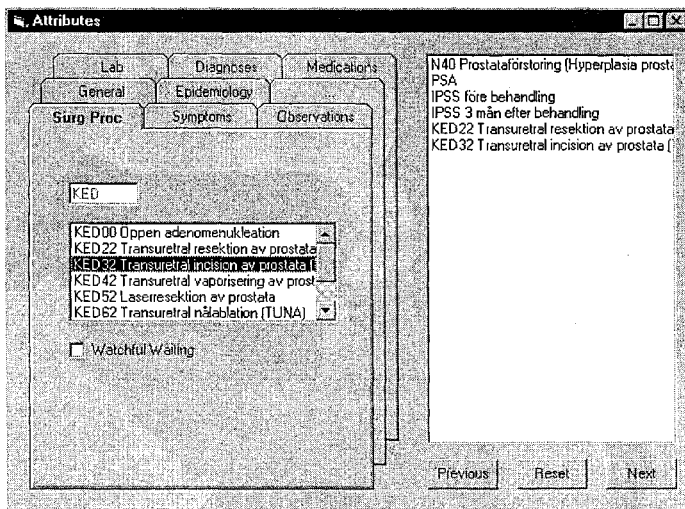 Attributes
Lab Diagnoses Medications
General Epidemiology
Surg Proc Symptoms Observations
KED
KED00 Öppen adenomenukleation
KED22 Transuretral resektion av prostata
KED32 Transuretral incision av prostata (
KED42 Transuretral vaporisering av prost
KED52 Laserresektion av prostata
KED62 Transuretral nålablation (TUNA)
Watchful Waiting
N40 Prostataförstoring (Hyperplasia prosta
PSA
IPSS före behandling
IPSS 3 mån efter behandling
KED22 Transuretral resektion av prostata
KED32 Transuretral incision av prostata (
Previous Reset Next